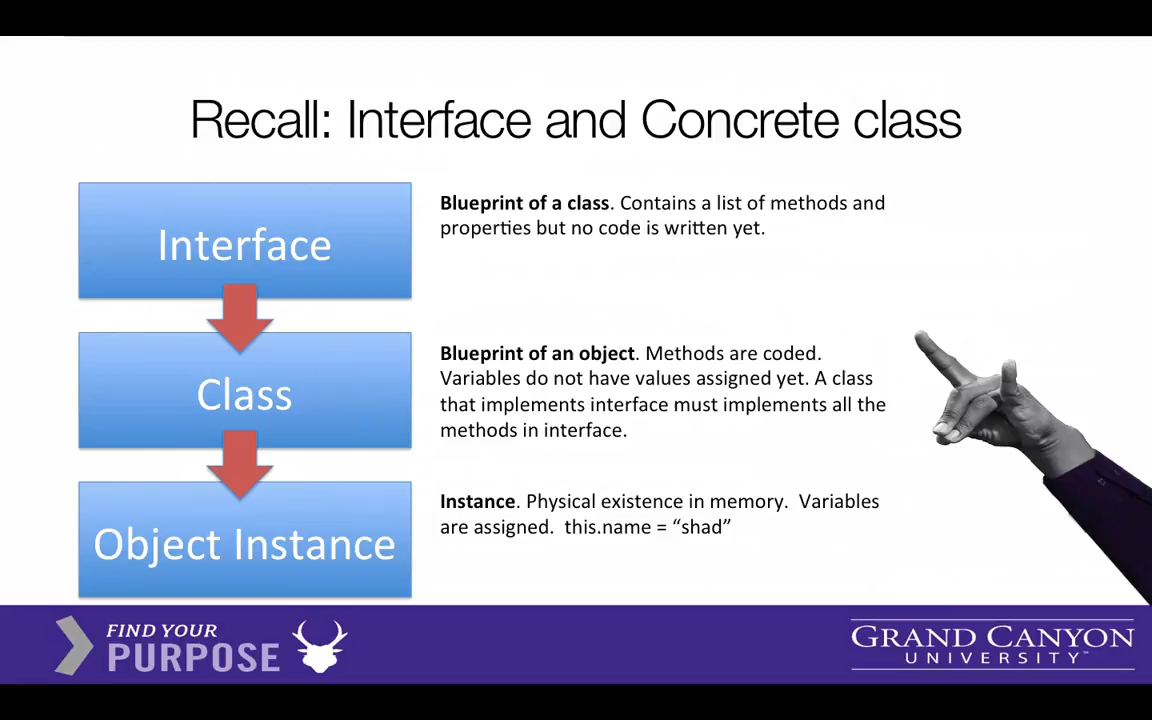 Recall: Interface and Concrete class
Interface
Blueprint of a class. Contains a list of methods and
properties but no code is written yet.
Class
Blueprint of an object. Methods are coded.
Variables do not have values assigned yet. A class
that implements interface must implements all the
methods in interface.
Object Instance
Instance. Physical existence in memory.  Variables
are assigned.  this.name = “shad”
FIND YOUR
PURPOSE
GRAND CANYON
UNIVERSITY™